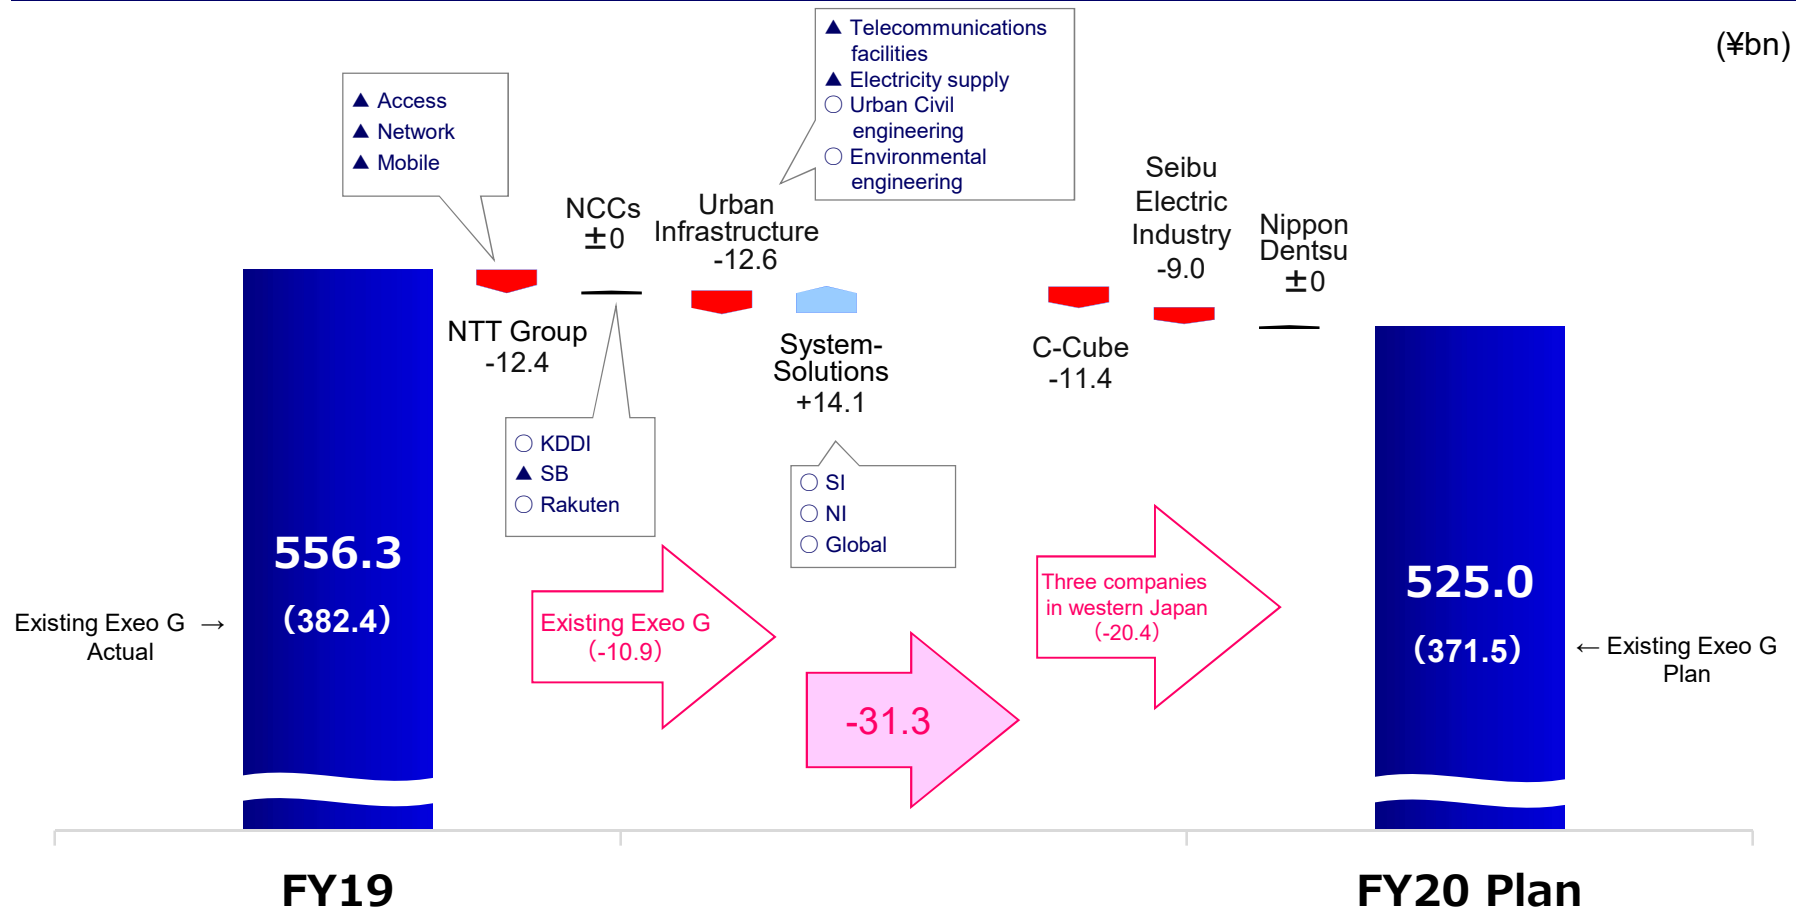 (¥bn)
▲ Telecommunications
facilities
▲ Electricity supply
○ Urban Civil
engineering
○ Environmental
engineering
▲ Access
▲ Network
▲ Mobile
NCCs
±0
Urban
Infrastructure
-12.6
Seibu
Electric
Industry
-9.0
Nippon
Dentsu
±0
NTT Group
-12.4
System-
Solutions
+14.1
C-Cube
-11.4
○ KDDI
▲ SB
○ Rakuten
○ SI
○ NI
○ Global
556.3
(382.4)
Existing Exeo G →
Actual
Existing Exeo G
(-10.9)
-31.3
Three companies
in western Japan
(-20.4)
525.0
(371.5)
← Existing Exeo G
Plan
FY19
FY20 Plan